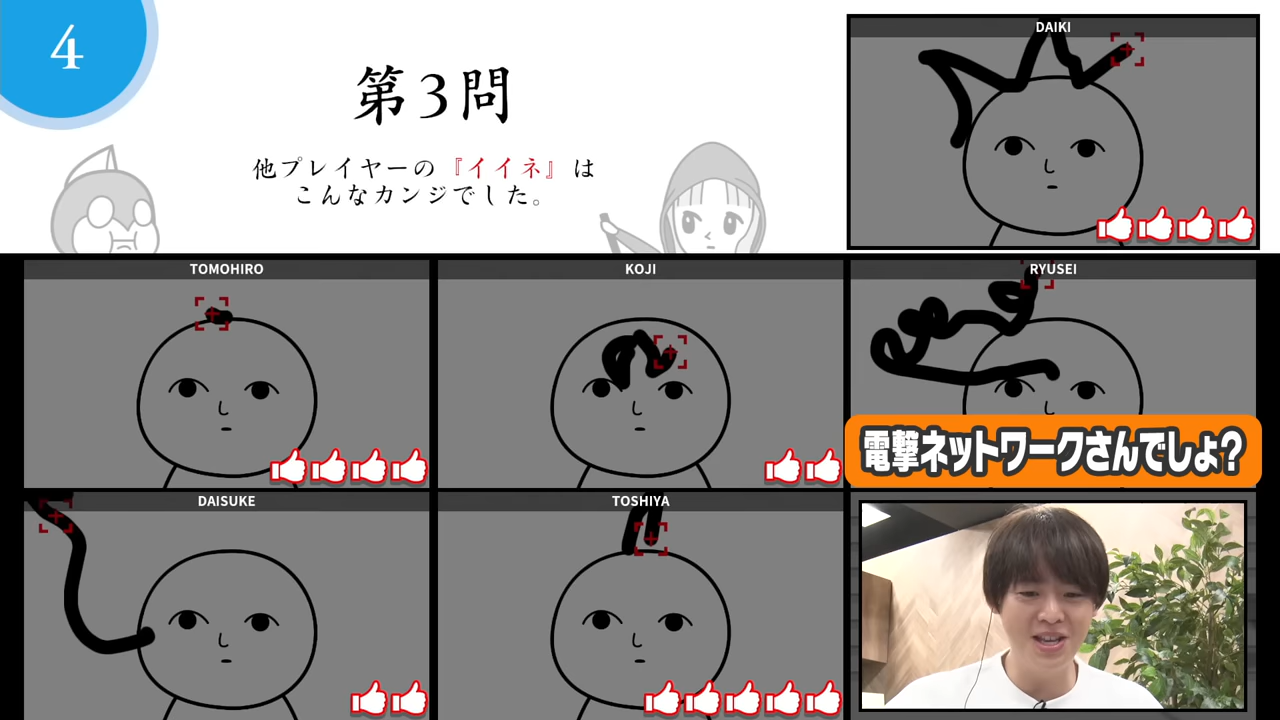 4
第3問
他プレイヤーの『イイネ』は
こんなカンジでした。
DAIKI
TOMOHIRO
KOJI
RYUSEI
電撃ネットワークさんでしょ?
DAISUKE
TOSHIYA